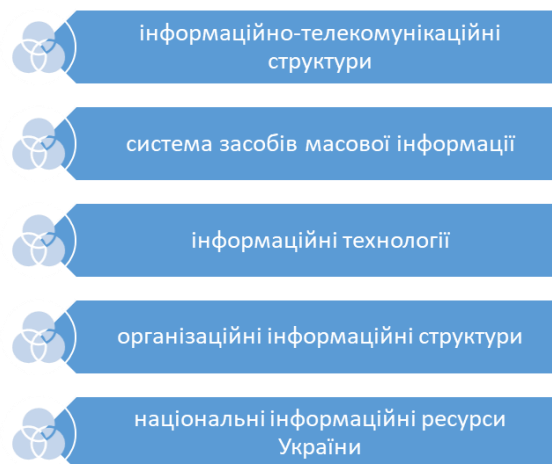 інформаційно-телекомунікаційні
структури
система засобів масової інформації
інформаційні технології
організаційні інформаційні структури
національні інформаційні ресурси
України